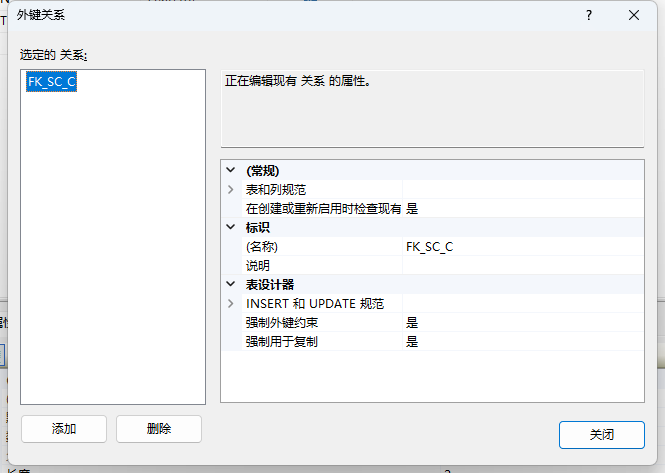 外键关系
?
选定的 关系:
FK_SC_C
正在编辑现有 关系 的属性。
(常规)
表和列规范
在创建或重新启用时检查现有 是
标识
(名称) FK_SC_C
说明
表设计器
INSERT 和 UPDATE 规范
强制外键约束 是
强制用于复制 是
添加
删除
关闭